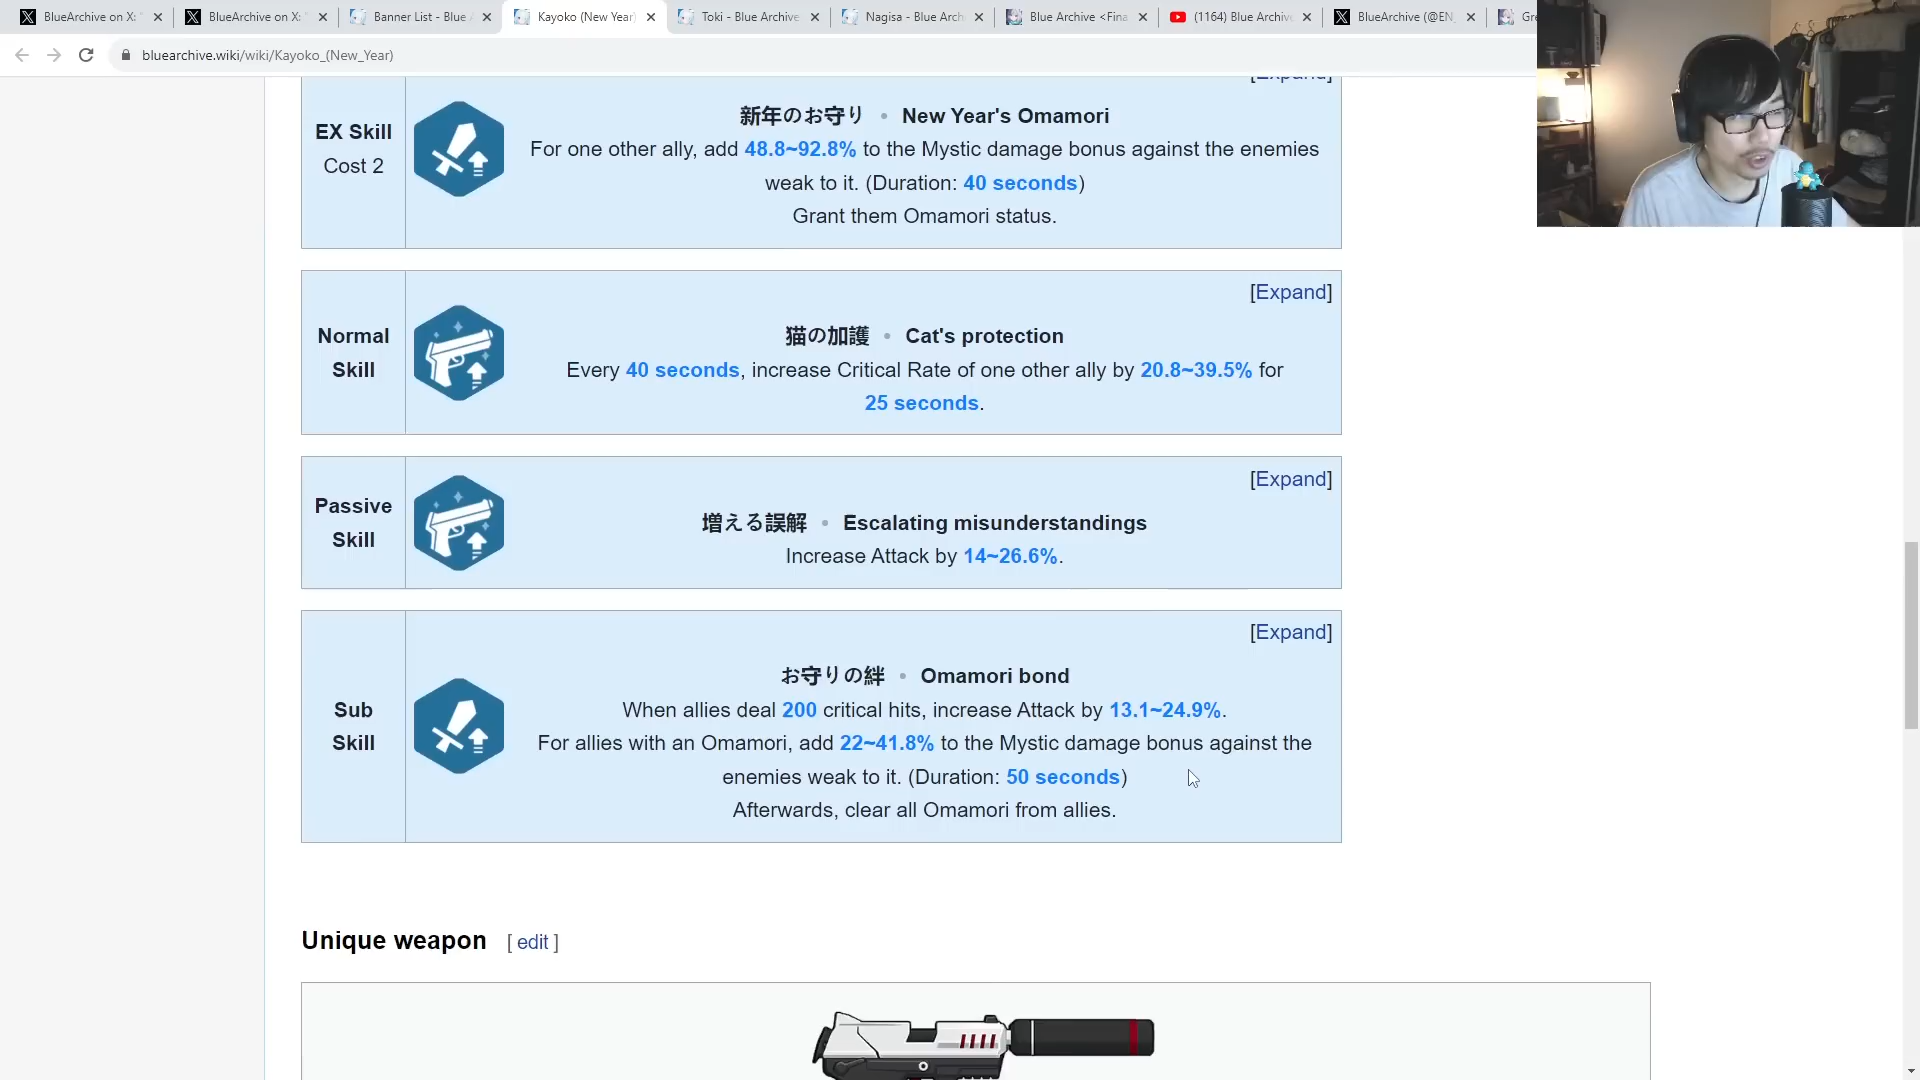 BlueArchive on X:
BlueArchive on X:
Banner List - Blue
Kayoko (New Year)
Toki - Blue Archive
Nagisa - Blue Arch
Blue Archive <Fina
(1164) Blue Archive
BlueArchive (@EN
Gre
bluearchive.wiki/wiki/Kayoko_(New_Year)
[Expand]
EX Skill
Cost 2
新年のお守り • New Year's Omamori
For one other ally, add 48.8~92.8% to the Mystic damage bonus against the enemies
weak to it. (Duration: 40 seconds)
Grant them Omamori status.
[Expand]
Normal
Skill
猫の加護 • Cat's protection
Every 40 seconds, increase Critical Rate of one other ally by 20.8~39.5% for
25 seconds.
[Expand]
Passive
Skill
増える誤解 • Escalating misunderstandings
Increase Attack by 14~26.6%.
[Expand]
Sub
Skill
お守りの絆 • Omamori bond
When allies deal 200 critical hits, increase Attack by 13.1~24.9%.
For allies with an Omamori, add 22~41.8% to the Mystic damage bonus against the
enemies weak to it. (Duration: 50 seconds)
Afterwards, clear all Omamori from allies.
Unique weapon [ edit ]